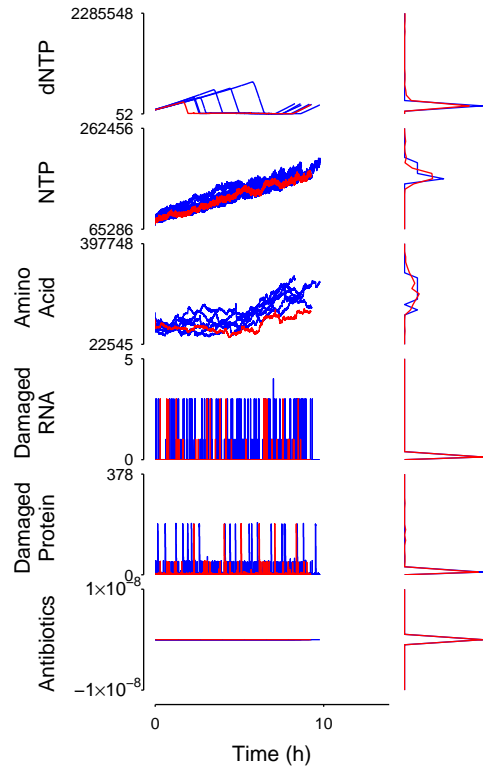 2285548
dNTP
52
262456
NTP
65286
397748
Amino
Acid
22545
5
Damaged
RNA
0
378
Damaged
Protein
0
1×10⁻⁸
Antibiotics
−1×10⁻⁸
0
10
Time (h)